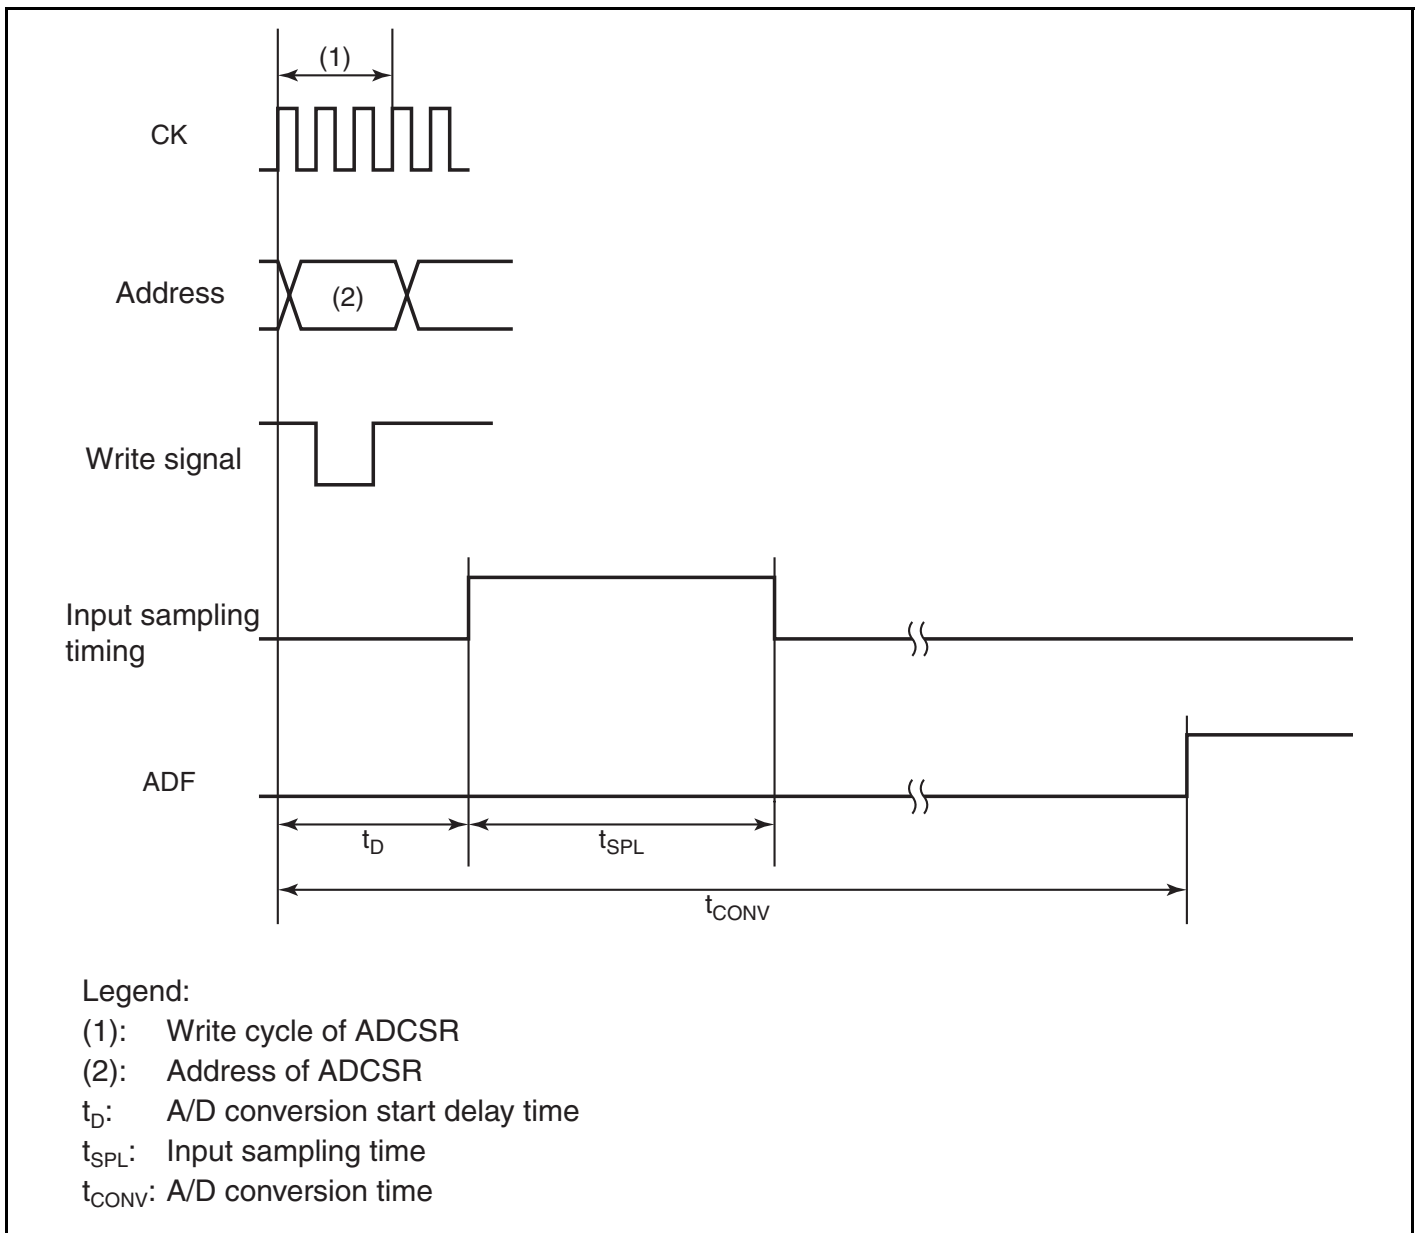 (1)
CK
Address
(2)
Write signal
Input sampling
timing
ADF
tD
tSPL
tCONV
Legend:
(1): Write cycle of ADCSR
(2): Address of ADCSR
tD: A/D conversion start delay time
tSPL: Input sampling time
tCONV: A/D conversion time